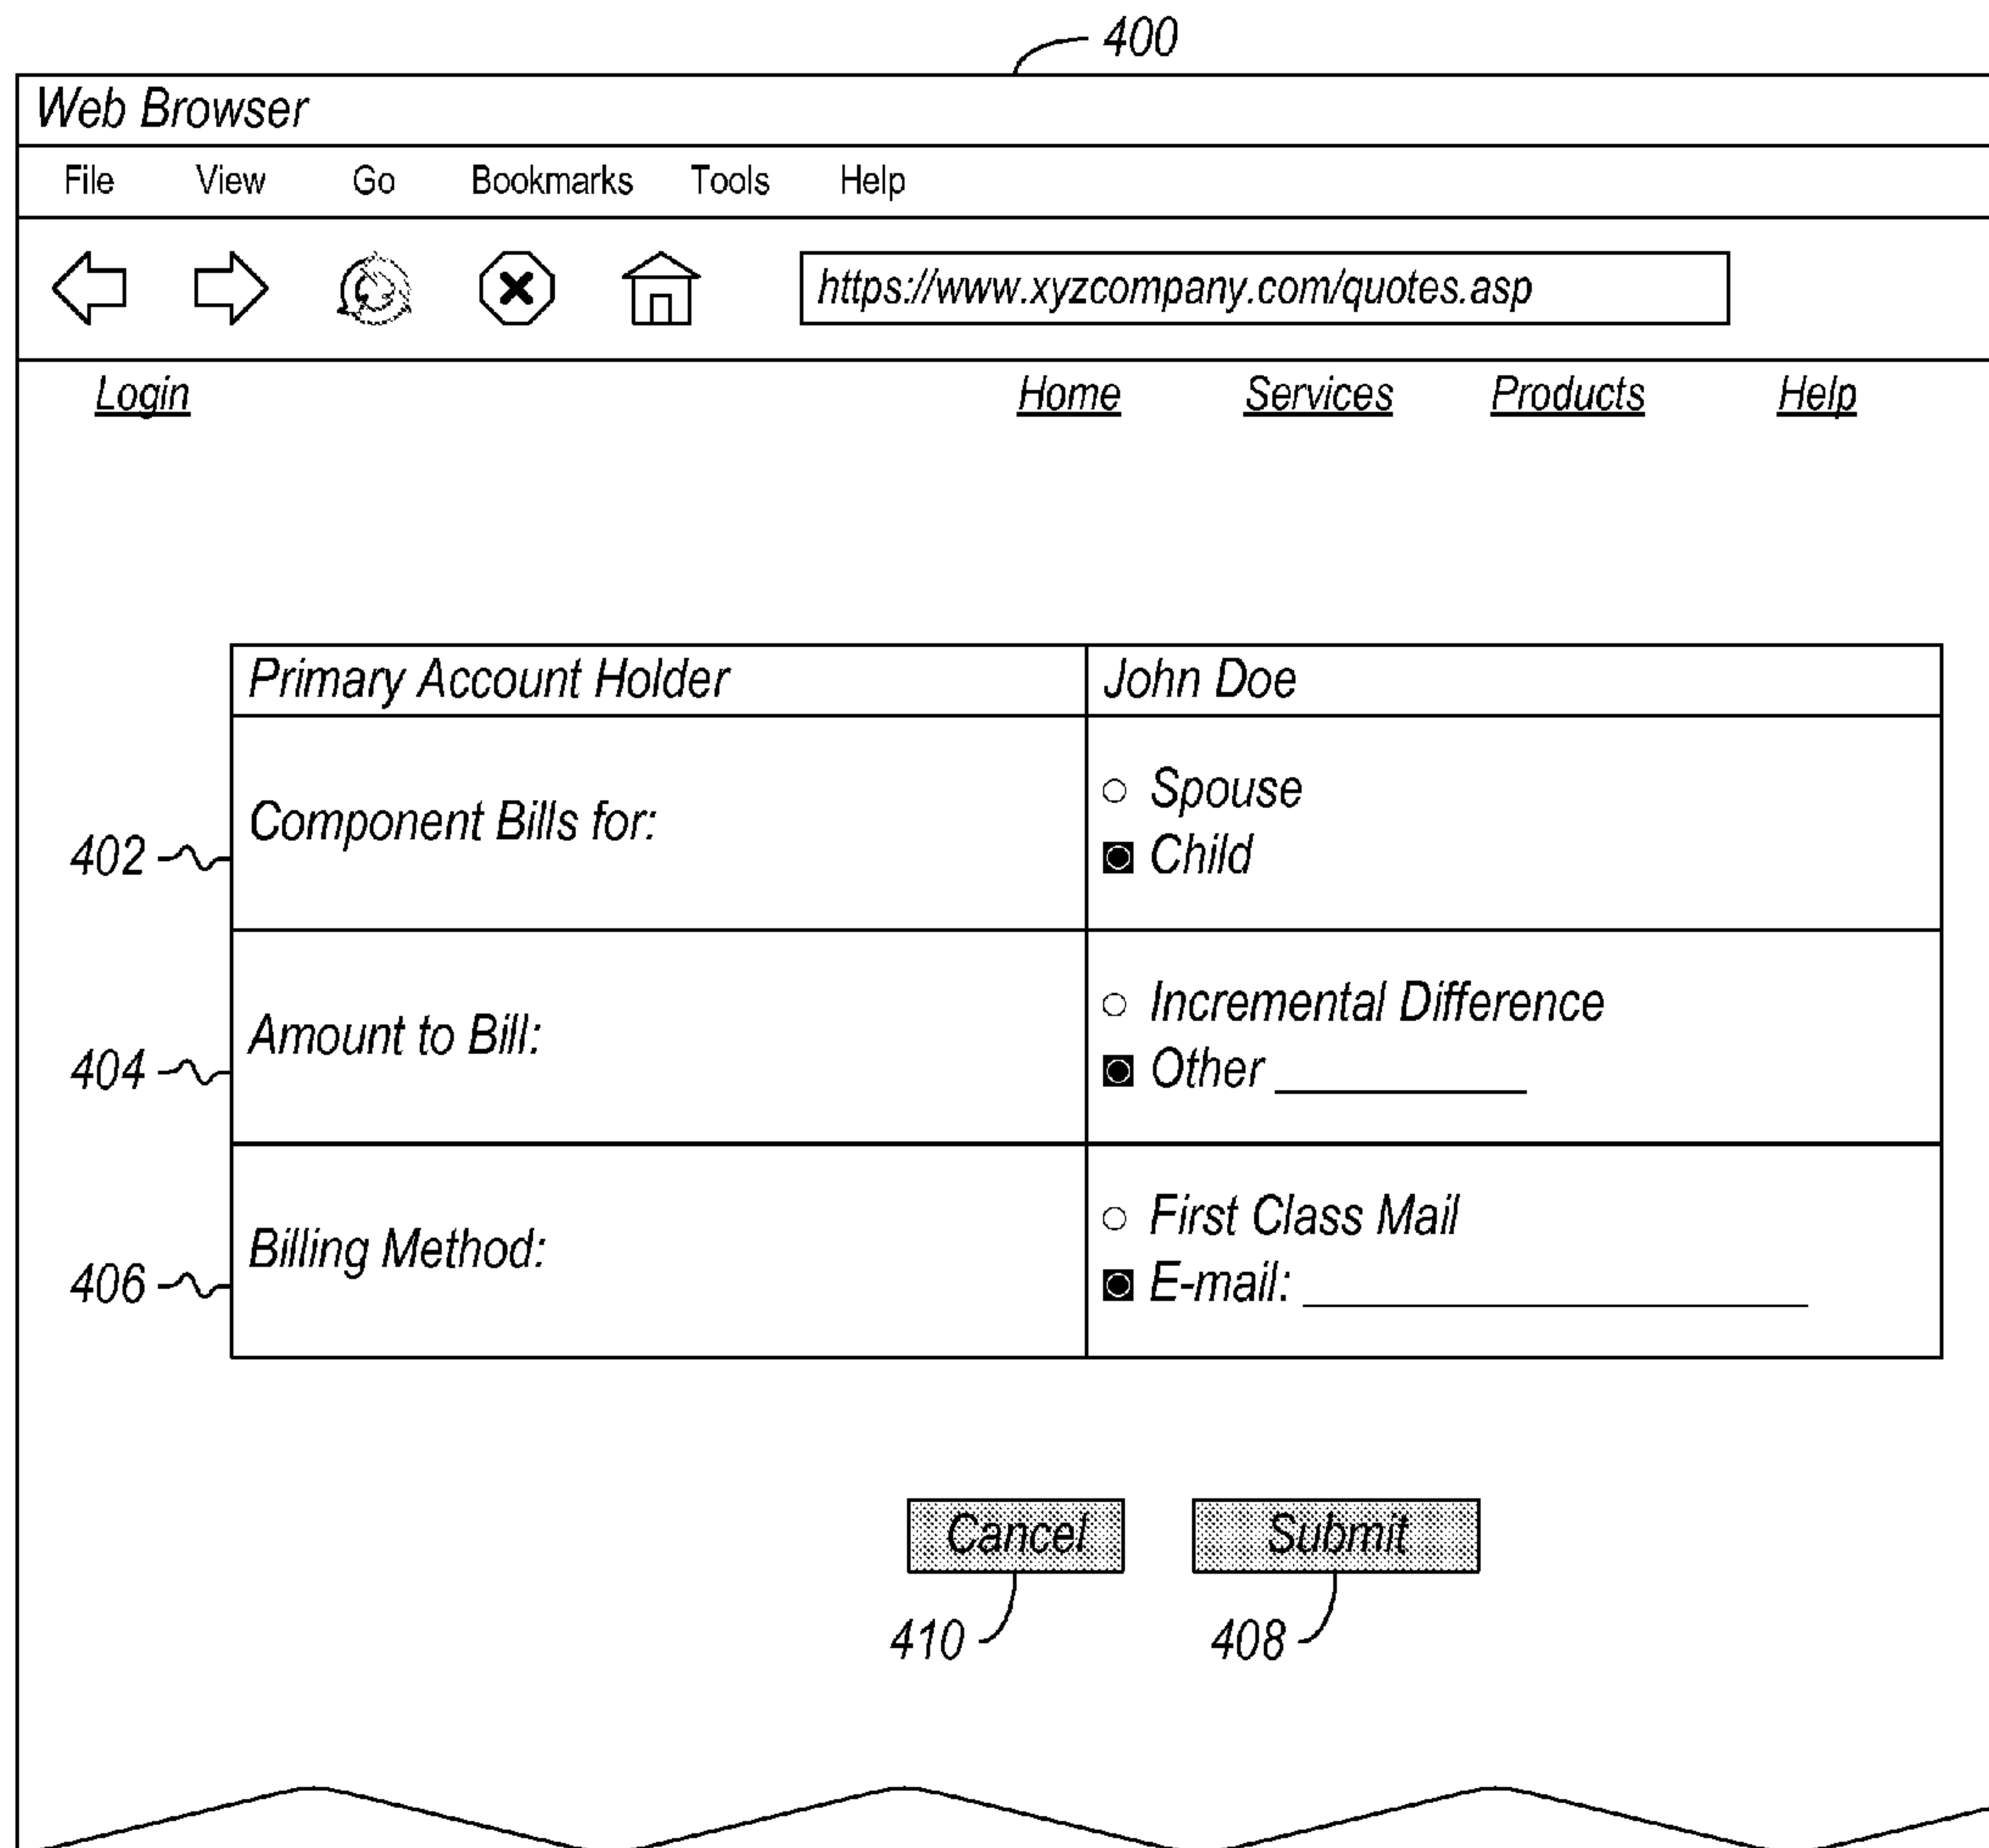 400
Web Browser
File View Go Bookmarks Tools Help
https://www.xyzcompany.com/quotes.asp
Login Home Services Products Help
Primary Account Holder John Doe
Component Bills for:
Spouse
Child
402
Amount to Bill:
Incremental Difference
Other
404
Billing Method:
First Class Mail
E-mail:
406
Cancel Submit
410 408